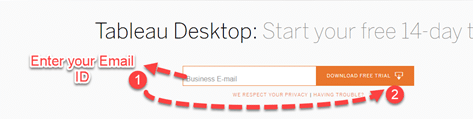 Tableau Desktop: Start your free 14-day t
Enter your Email
ID
1
Business E-mail
DOWNLOAD FREE TRIAL
2
WE RESPECT YOUR PRIVACY | HAVING TROUBLE?